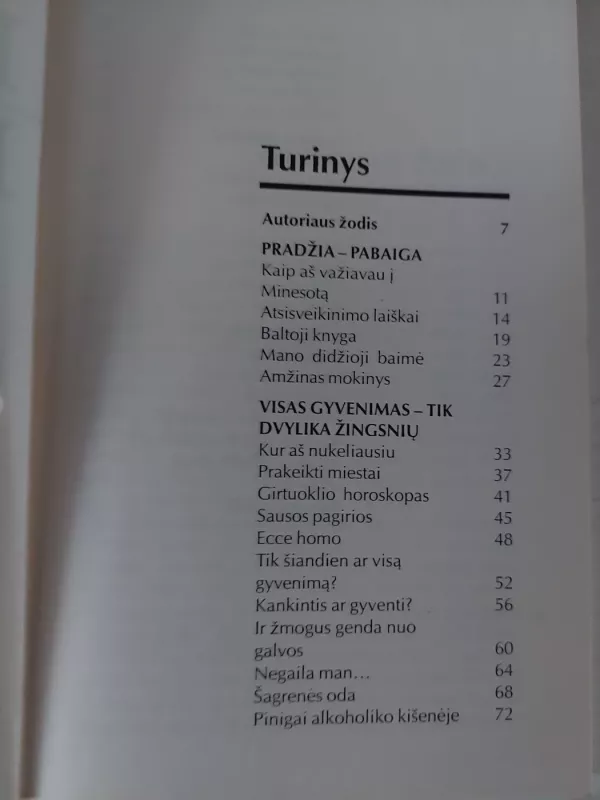 Turinys
Autoriaus žodis 7
PRADŽIA – PABAIGA
Kaip aš važiavau į
Minesotą 11
Atsisveikinimo laiškai 14
Baltoji knyga 19
Mano didžioji baimė 23
Amžinas mokinys 27
VISAS GYVENIMAS – TIK
DVYLIKA ŽINGSNIŲ
Kur aš nukeliausiu 33
Prakeikti miestai 37
Girtuoklio horoskopas 41
Sausos pagirios 45
Ecce homo 48
Tik šiandien ar visą
gyvenimą? 52
Kankintis ar gyventi? 56
Ir žmogus genda nuo
galvos 60
Negaila man... 64
Šagrenės oda 68
Pinigai alkoholiko kišenėje 72